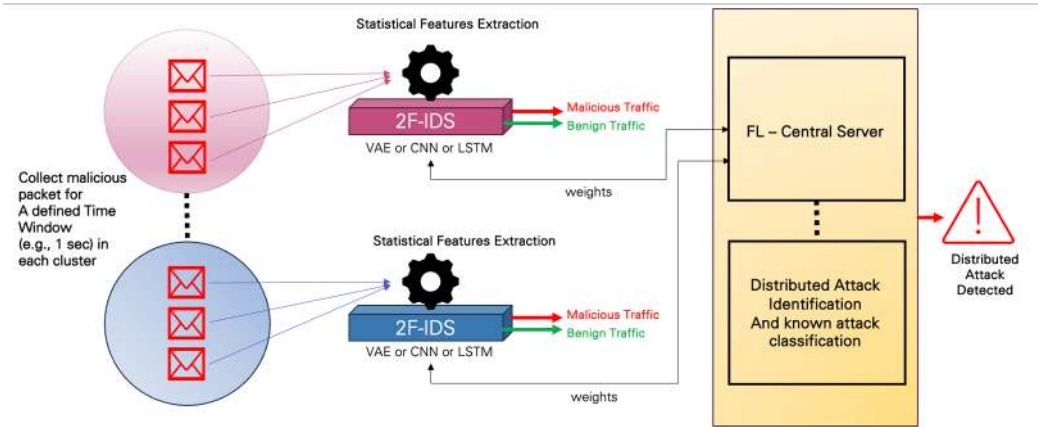 Collect malicious
packet for
A defined Time
Window
(e.g., 1 sec) in
each cluster
Statistical Features Extraction
2F-IDS
VAE or CNN or LSTM
Malicious Traffic
Benign Traffic
weights
Statistical Features Extraction
2F-IDS
VAE or CNN or LSTM
Malicious Traffic
Benign Traffic
weights
FL – Central Server
Distributed Attack
Identification
And known attack
classification
Distributed
Attack
Detected